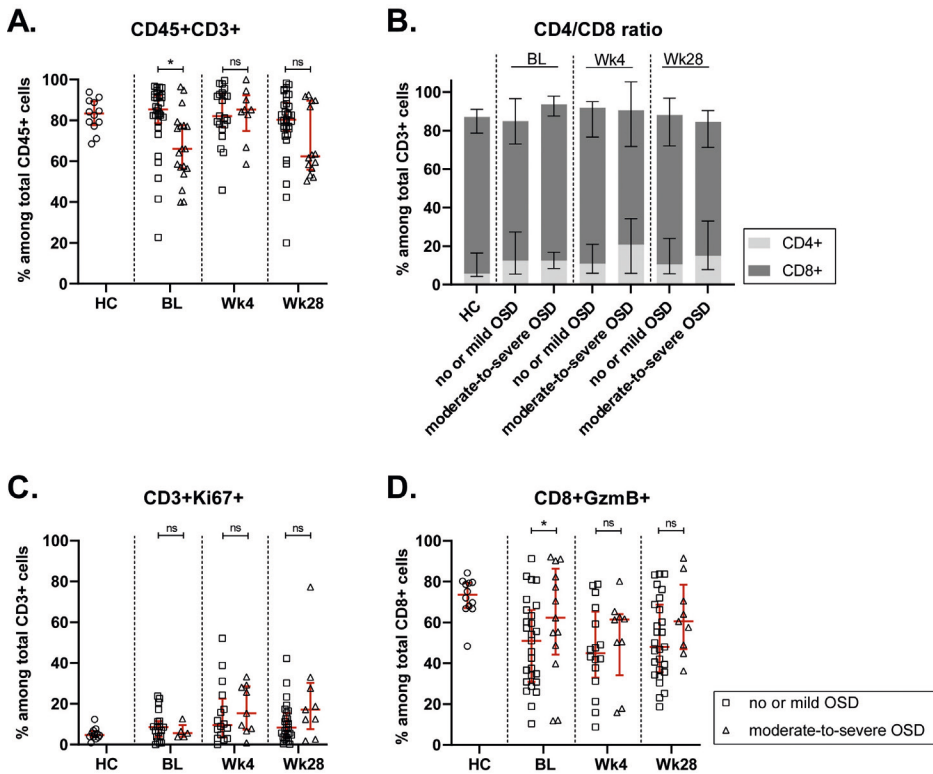 A.
CD45+CD3+
% among total CD45+ cells
100
80
60
40
20
0
*
ns
ns
HC
BL
Wk4
Wk28
B.
CD4/CD8 ratio
% among total CD3+ cells
100
80
60
40
20
0
BL
Wk4
Wk28
HC
no or mild OSD
moderate-to-severe OSD
no or mild OSD
moderate-to-severe OSD
no or mild OSD
moderate-to-severe OSD
CD4+
CD8+
C.
CD3+Ki67+
% among total CD3+ cells
100
80
60
40
20
0
ns
ns
ns
HC
BL
Wk4
Wk28
D.
CD8+GzmB+
% among total CD8+ cells
100
80
60
40
20
0
*
ns
ns
HC
BL
Wk4
Wk28
no or mild OSD
moderate-to-severe OSD